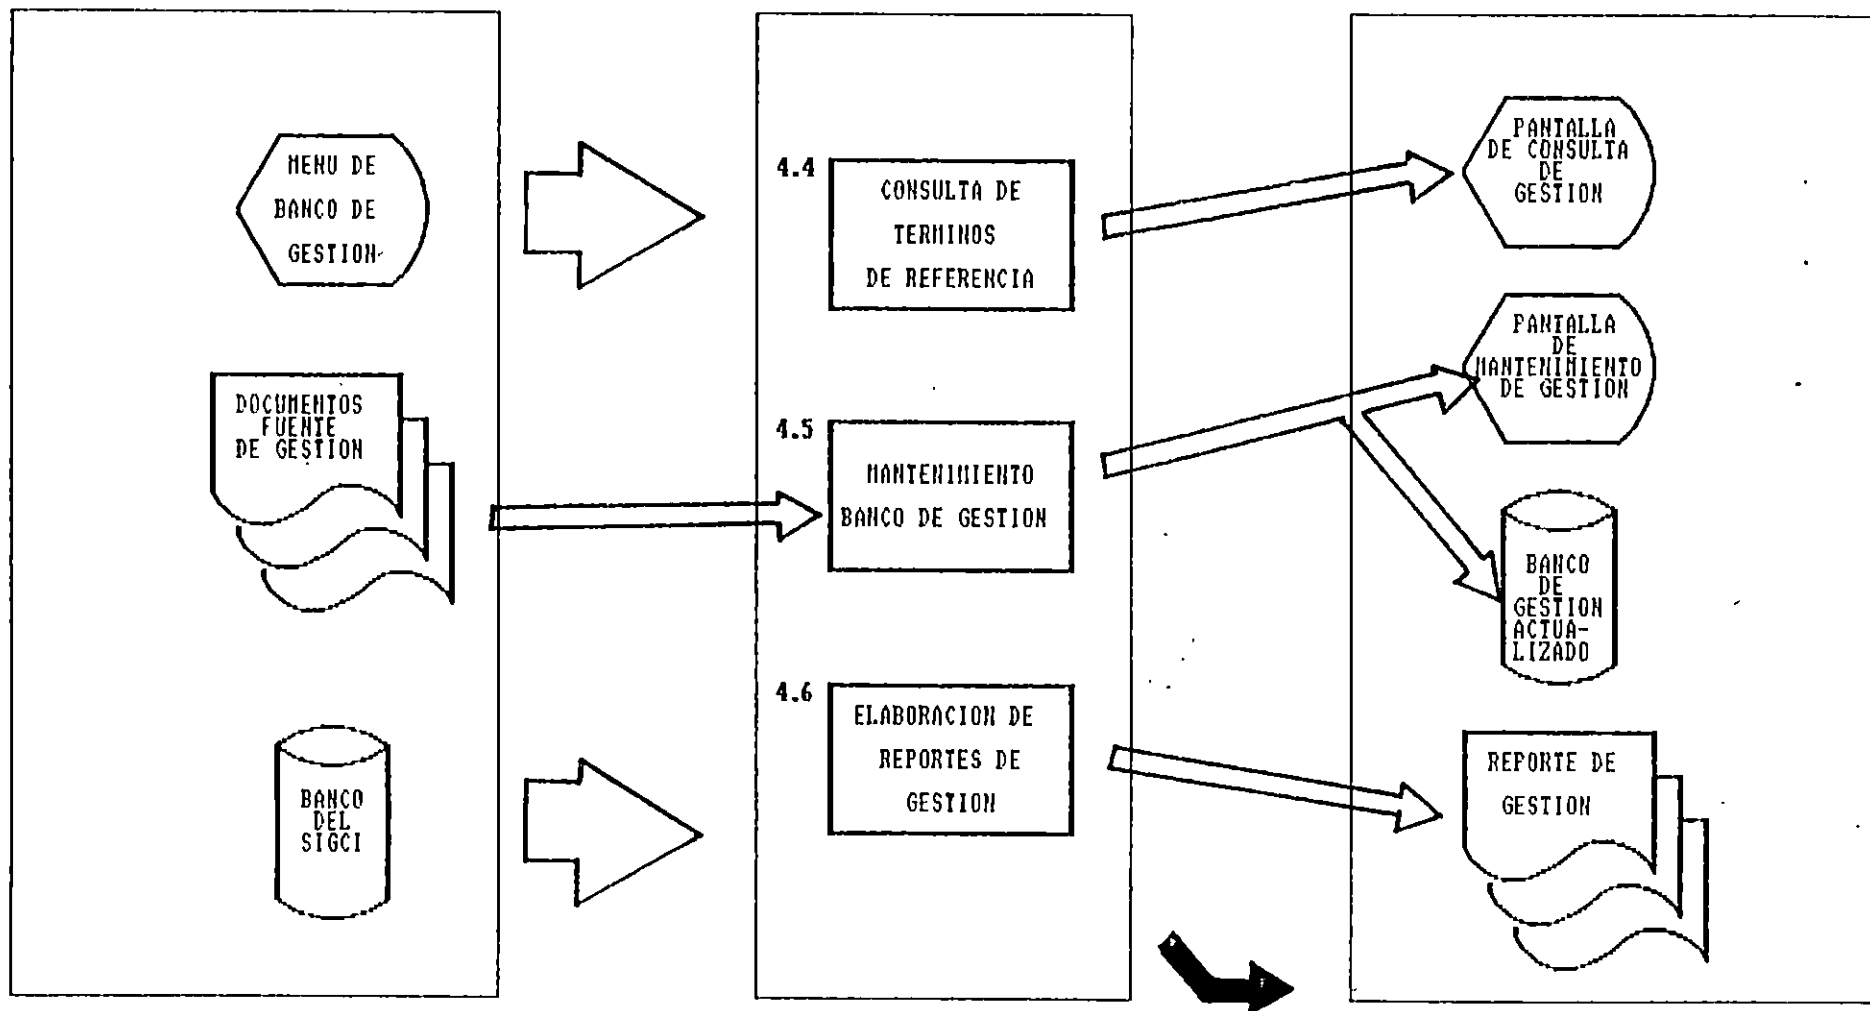 MENU DE
BANCO DE
GESTION
DOCUMENTOS
FUENTE
DE GESTION
BANCO
DEL
SIGCI
4.4
CONSULTA DE
TERMINOS
DE REFERENCIA
4.5
MANTENIMIENTO
BANCO DE GESTION
4.6
ELABORACION DE
REPORTES DE
GESTION
PANTALLA
DE CONSULTA
DE
GESTION
PANTALLA
DE
MANTENIMIENTO
DE GESTION
BANCO
DE
GESTION
ACTUA-
LIZADO
REPORTE DE
GESTION